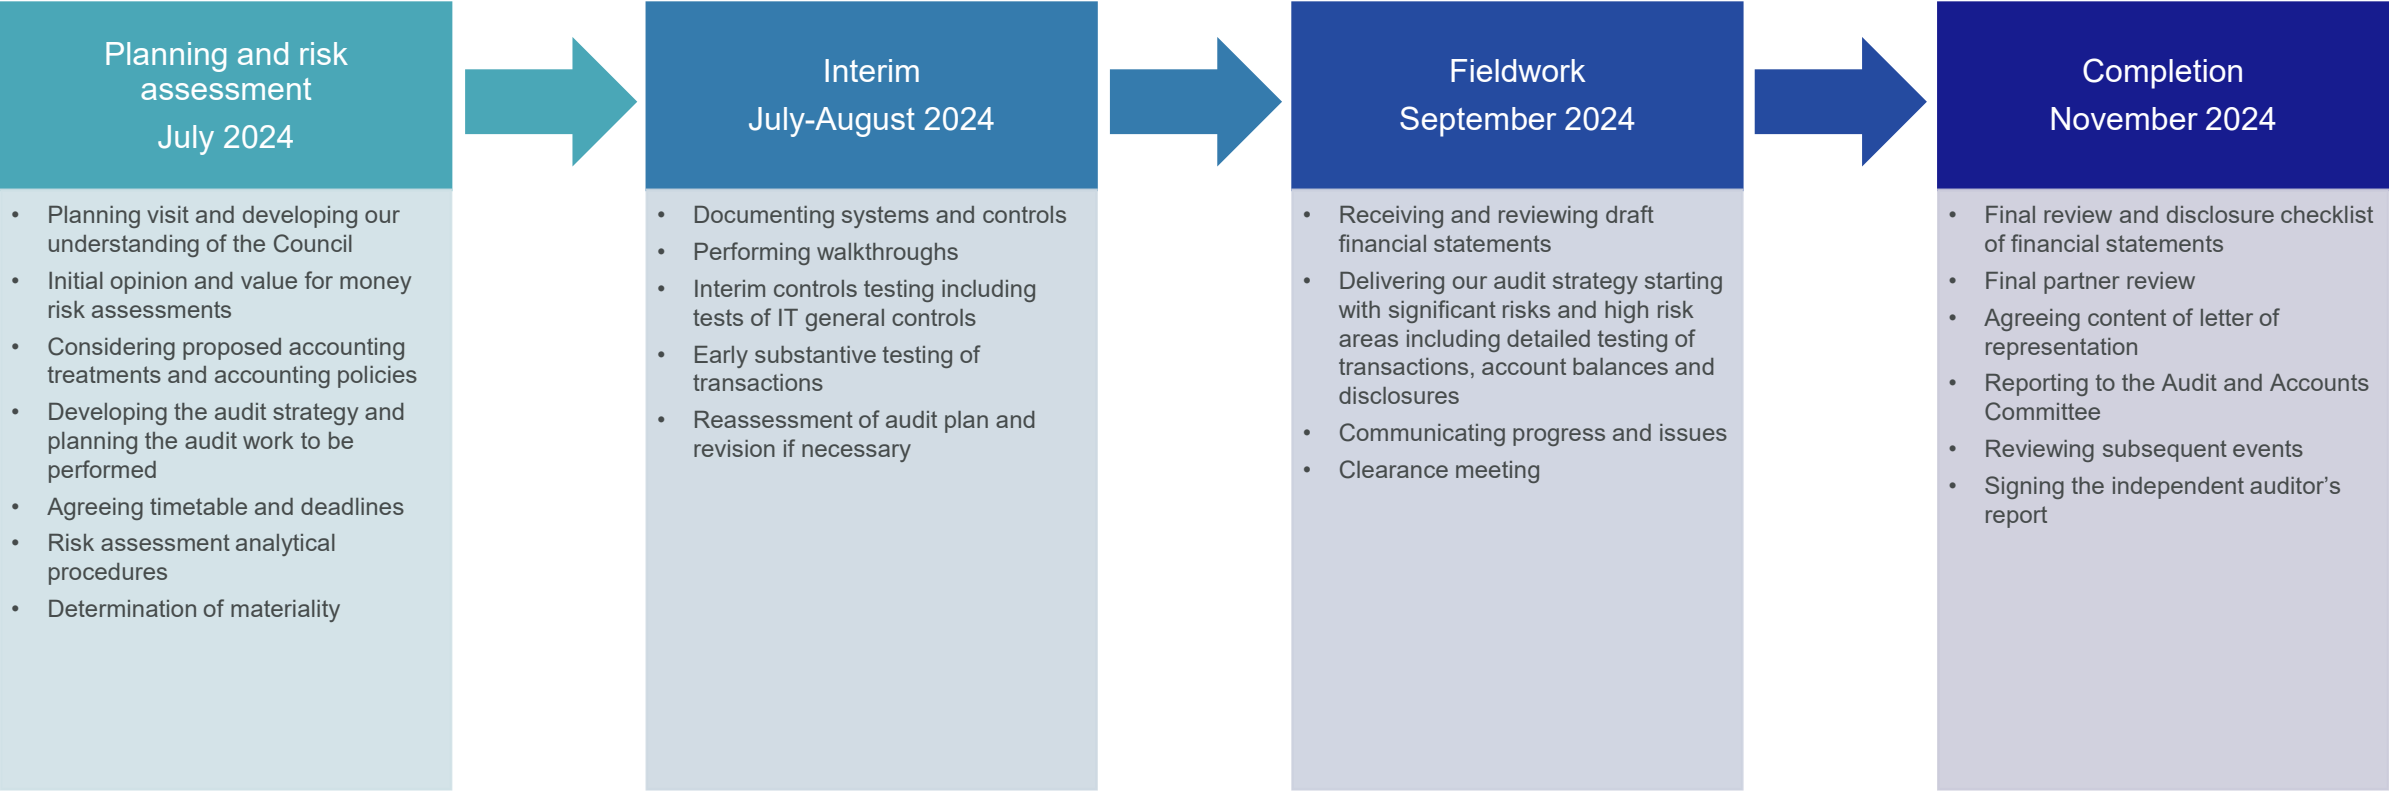 Planning and risk
assessment
July 2024
• Planning visit and developing our
understanding of the Council
• Initial opinion and value for money
risk assessments
• Considering proposed accounting
treatments and accounting policies
• Developing the audit strategy and
planning the audit work to be
performed
• Agreeing timetable and deadlines
• Risk assessment analytical
procedures
• Determination of materiality
Interim
July-August 2024
• Documenting systems and controls
• Performing walkthroughs
• Interim controls testing including
tests of IT general controls
• Early substantive testing of
transactions
• Reassessment of audit plan and
revision if necessary
Fieldwork
September 2024
• Receiving and reviewing draft
financial statements
• Delivering our audit strategy starting
with significant risks and high risk
areas including detailed testing of
transactions, account balances and
disclosures
• Communicating progress and issues
• Clearance meeting
Completion
November 2024
• Final review and disclosure checklist
of financial statements
• Final partner review
• Agreeing content of letter of
representation
• Reporting to the Audit and Accounts
Committee
• Reviewing subsequent events
• Signing the independent auditor’s
report